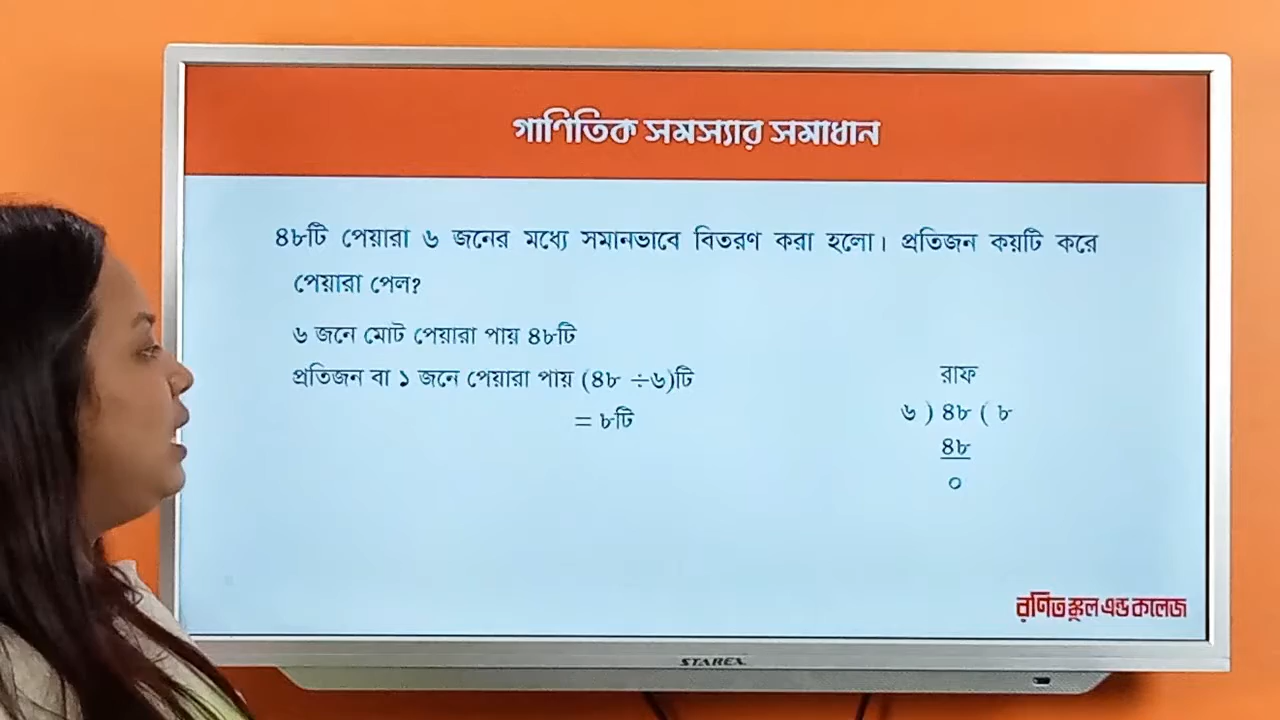 গাণিতিক সমস্যার সমাধান
৪৮টি পেয়ারা ৬ জনের মধ্যে সমানভাবে বিতরণ করা হলো। প্রতিজন কয়টি করে
পেয়ারা পেল?
৬ জনে মোট পেয়ারা পায় ৪৮টি
প্রতিজন বা ১ জনে পেয়ারা পায় (৪৮ ÷৬)টি
= ৮টি
রাফ
৬ ) ৪৮ ( ৮
৪৮
০
রণিত স্কুল এন্ড কলেজ
STAREX